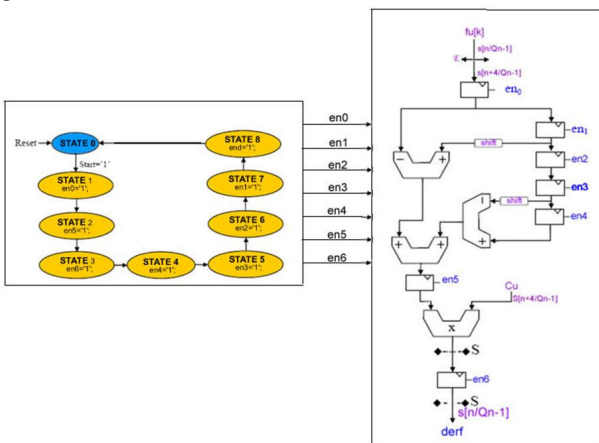 Reset
STATE 0
Start='1'
STATE 1
en0='1';
STATE 2
en5='1';
STATE 3
en6='1';
STATE 4
en4='1';
STATE 5
en3='1';
STATE 6
en2='1';
STATE 7
en1='1';
STATE 8
end='1';
en0
en1
en2
en3
en4
en5
en6
fu[k]
s[n/Qn-1]
s[n+4/Qn-1]
en0
en1
shift
- +
en2
en3
shift
en4
+ +
+
en5
Cu
S[n+4/Qn-1]
x
S
en6
S
s[n/Qn-1]
derf